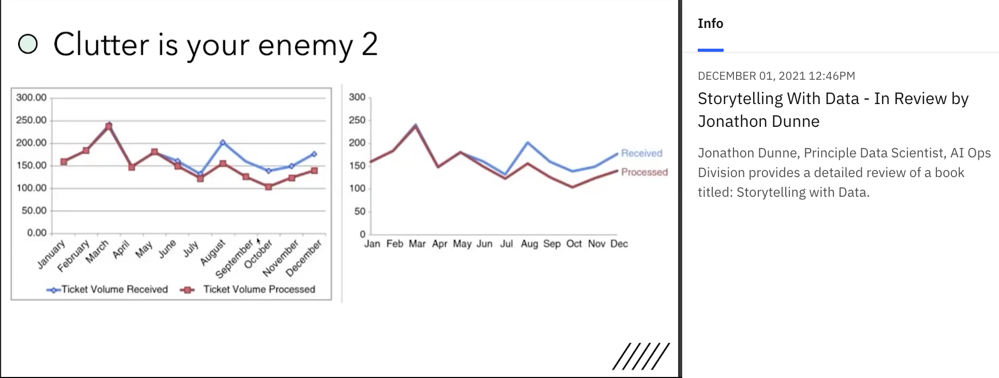 Clutter is your enemy 2
300.00
250.00
200.00
150.00
100.00
50.00
0.00
January February March April May June July August September October November December
Ticket Volume Received Ticket Volume Processed
300
250
200
150
100
50
0
Jan Feb Mar Apr May Jun Jul Aug Sep Oct Nov Dec
Received
Processed
Info
DECEMBER 01, 2021 12:46PM
Storytelling With Data - In Review by
Jonathon Dunne
Jonathon Dunne, Principle Data Scientist, AI Ops
Division provides a detailed review of a book
titled: Storytelling with Data.